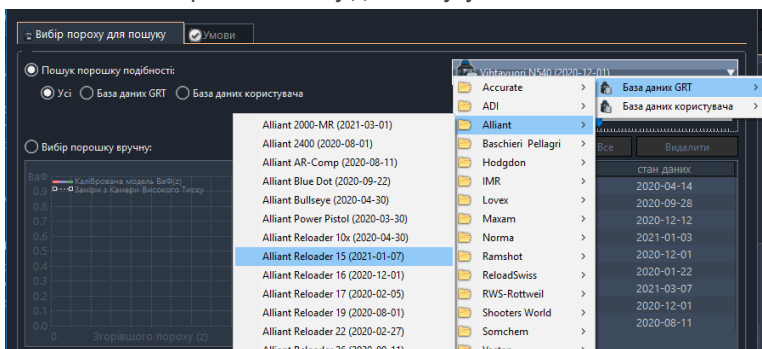 Вибір пороху для пошуку
Умови
Пошук порошку подібності:
Усі
База даних GRT
База даних користувача
Vihtavuori N540 (2020-12-01)
Вибір порошку вручну:
ВаФ
Калібрована модель ВаФ(z)
Заміри з Камери Високого Тиску
0.9
0.8
0.7
0.6
0.5
0.4
0.3
0.2
0.1
0.0
0
Згорівшого пороху (z)
Alliant 2000-MR (2021-03-01)
Alliant 2400 (2020-08-01)
Alliant AR-Comp (2020-08-11)
Alliant Blue Dot (2020-09-22)
Alliant Bullseye (2020-04-30)
Alliant Power Pistol (2020-03-30)
Alliant Reloader 10x (2020-04-30)
Alliant Reloader 15 (2021-01-07)
Alliant Reloader 16 (2020-12-01)
Alliant Reloader 17 (2020-02-05)
Alliant Reloader 19 (2020-08-01)
Alliant Reloader 22 (2020-02-27)
Accurate
ADI
Alliant
Baschieri Pellagri
Hodgdon
IMR
Lovex
Maxam
Norma
Ramshot
ReloadSwiss
RWS-Rottweil
Shooters World
Somchem
База даних GRT
База даних користувача
Все
Видалити
стан даних
2020-04-14
2020-09-28
2020-12-12
2021-01-03
2020-12-01
2020-01-22
2021-03-07
2020-12-01
2020-08-11